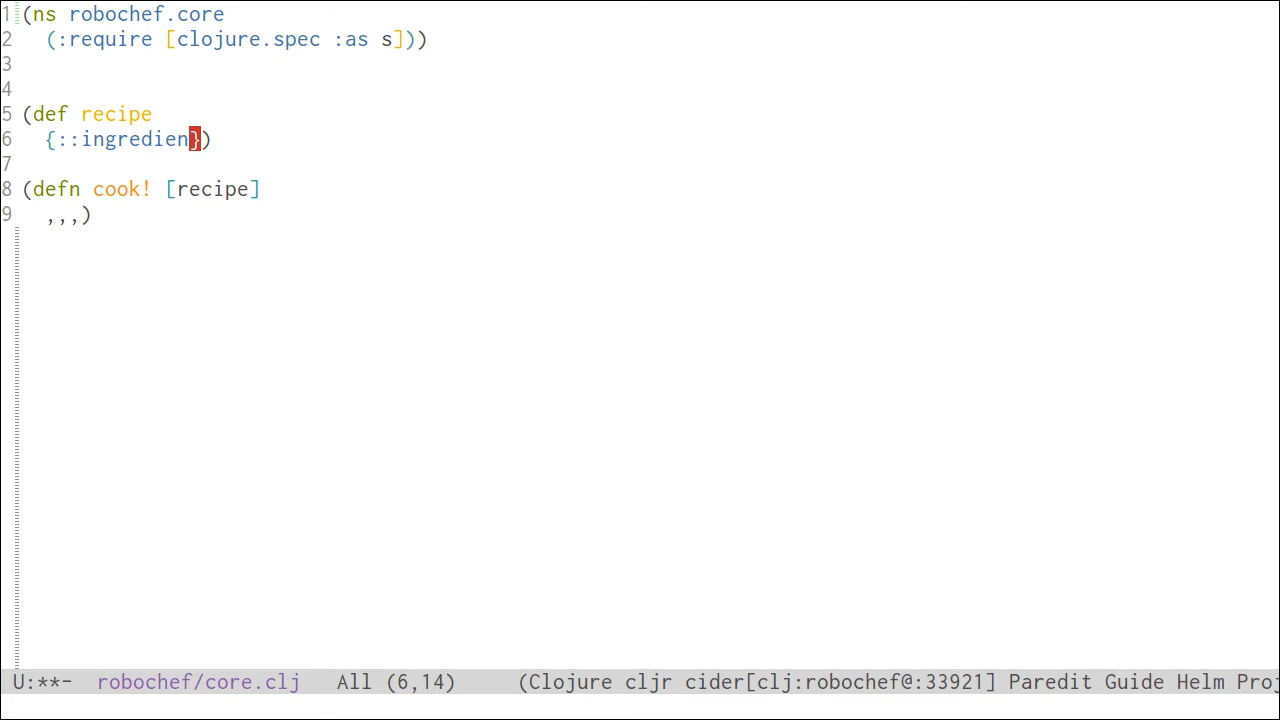 1 (ns robochef.core
2   (:require [clojure.spec :as s]))
3
4
5 (def recipe
6   {::ingredien})
7
8 (defn cook! [recipe]
9   ,,,)
U:**-  robochef/core.clj   All (6,14)     (Clojure cljr cider[clj:robochef@:33921] Paredit Guide Helm Proj